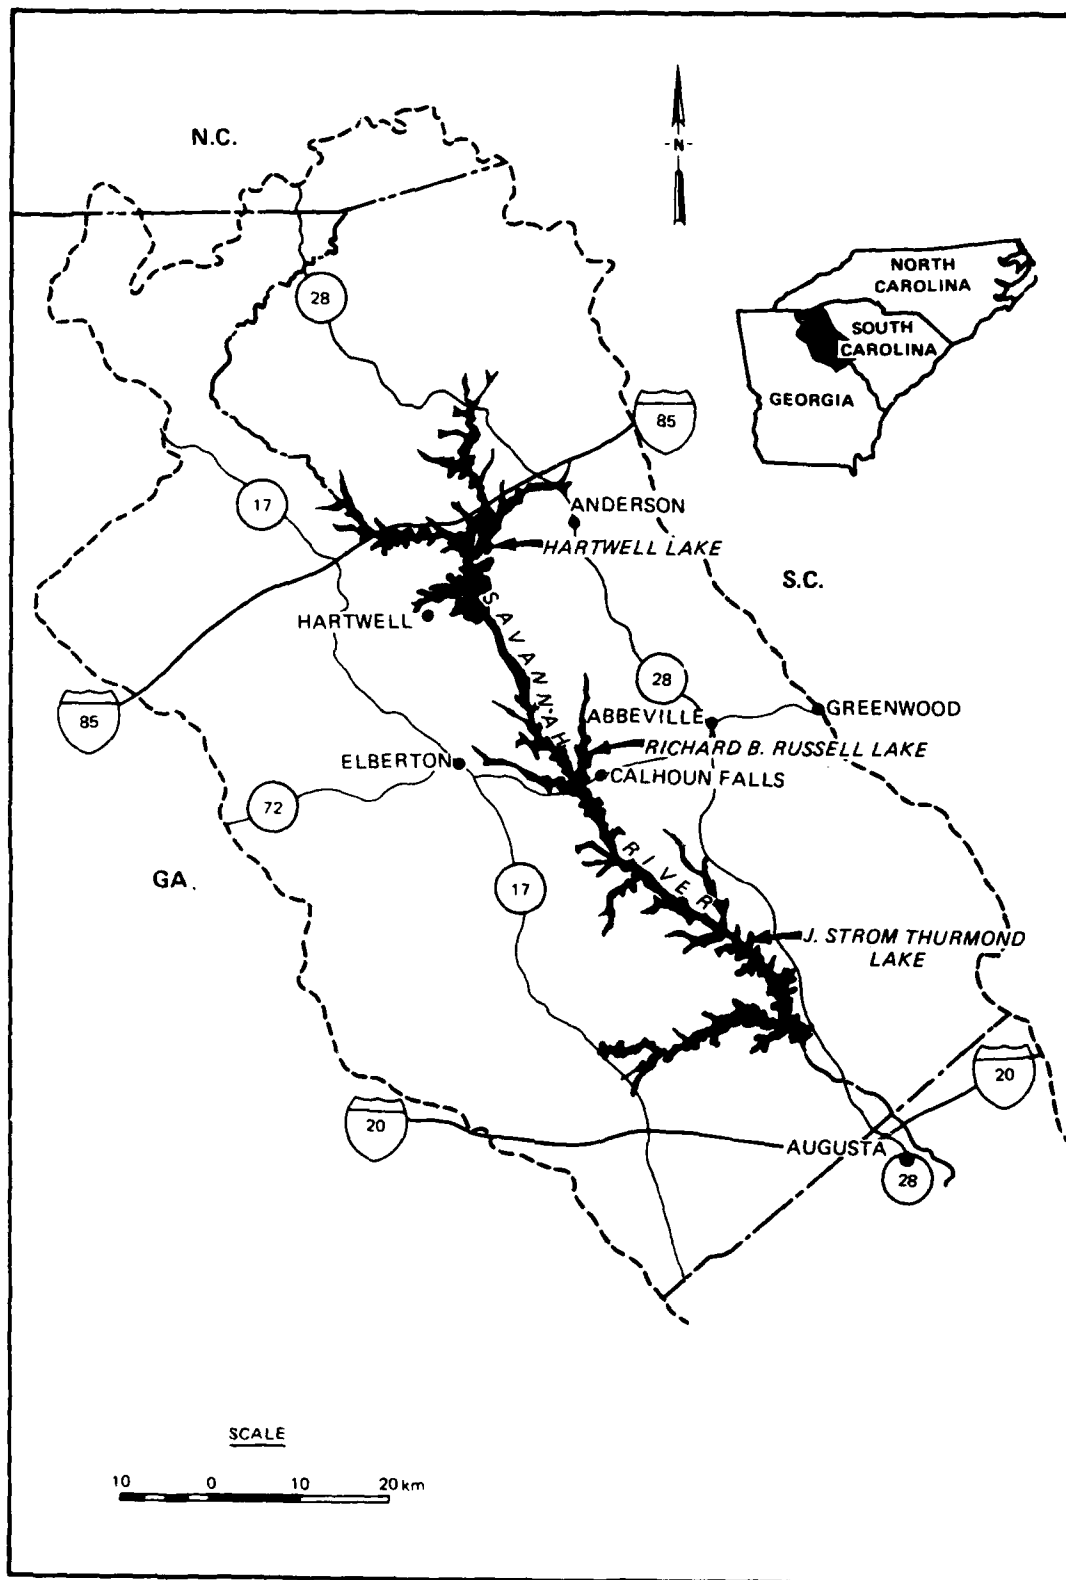 N.C.
-N-
NORTH
CAROLINA
SOUTH
CAROLINA
GEORGIA
28
85
17
ANDERSON
HARTWELL LAKE
S.C.
HARTWELL
SAVANNAH
28
85
ABBEVILLE
GREENWOOD
RICHARD B. RUSSELL LAKE
ELBERTON
CALHOUN FALLS
72
RIVER
GA.
17
J. STROM THURMOND
LAKE
20
20
AUGUSTA
28
SCALE
10 0 10 20 km